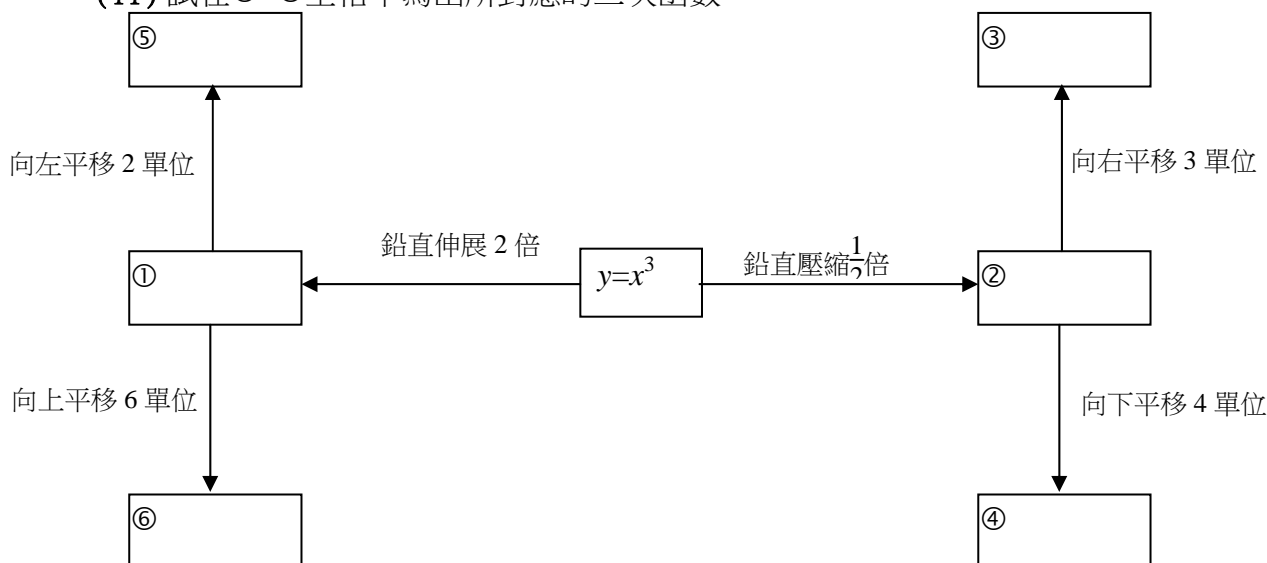 ⑤
③
向左平移 2 單位
向右平移 3 單位
鉛直伸展 2 倍
鉛直壓縮1/2倍
①
y=x³
②
向上平移 6 單位
向下平移 4 單位
⑥
④